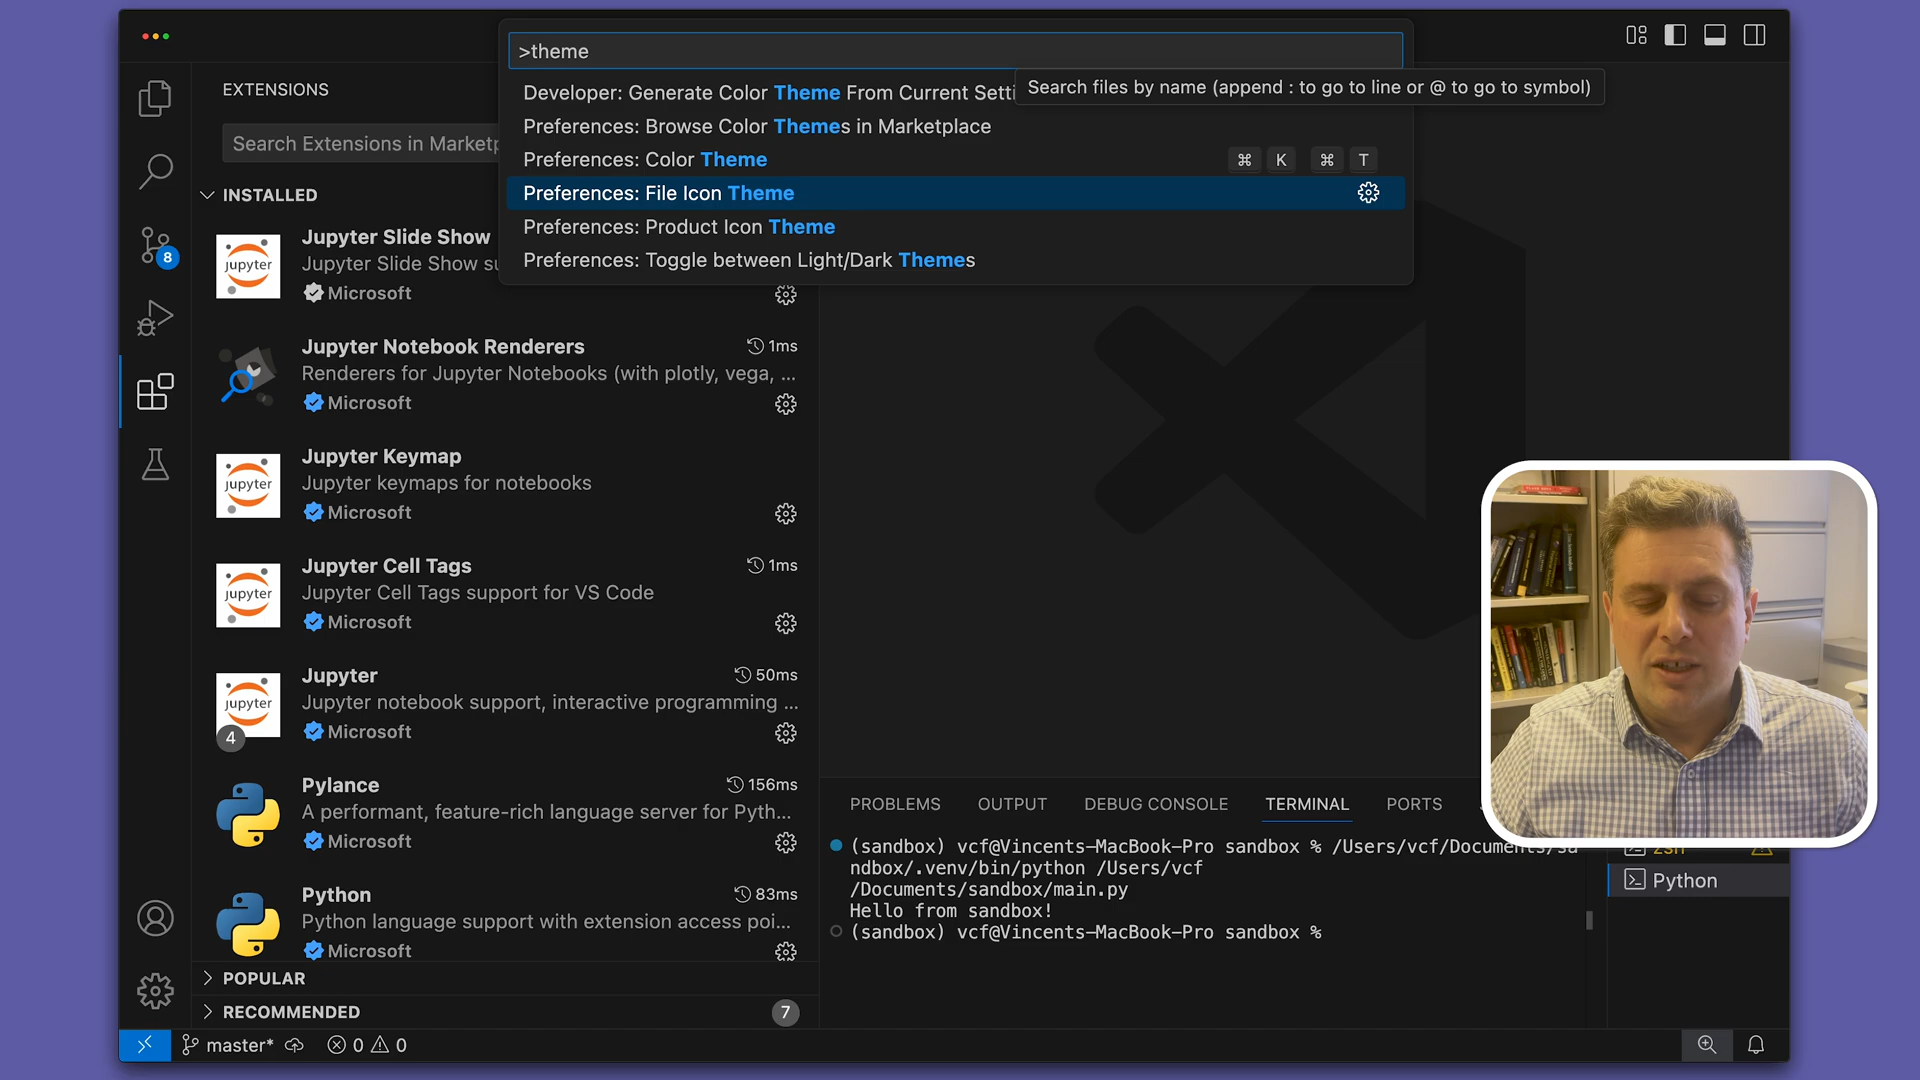 >theme
Developer: Generate Color Theme From Current Setti
Search files by name (append : to go to line or @ to go to symbol)
Preferences: Browse Color Themes in Marketplace
Preferences: Color Theme
⌘ K ⌘ T
Preferences: File Icon Theme
Preferences: Product Icon Theme
Preferences: Toggle between Light/Dark Themes
EXTENSIONS
Search Extensions in Marketp
INSTALLED
8
jupyter
Jupyter Slide Show
Jupyter Slide Show su
Microsoft
Jupyter Notebook Renderers
1ms
Renderers for Jupyter Notebooks (with plotly, vega, ...
Microsoft
jupyter
Jupyter Keymap
Jupyter keymaps for notebooks
Microsoft
jupyter
Jupyter Cell Tags
1ms
Jupyter Cell Tags support for VS Code
Microsoft
jupyter
4
Jupyter
50ms
Jupyter notebook support, interactive programming ...
Microsoft
Pylance
156ms
A performant, feature-rich language server for Pyth...
Microsoft
Python
83ms
Python language support with extension access poi...
Microsoft
POPULAR
RECOMMENDED
7
PROBLEMS OUTPUT DEBUG CONSOLE TERMINAL PORTS
(sandbox) vcf@Vincents-MacBook-Pro sandbox % /Users/vcf/Documents/sa
ndbox/.venv/bin/python /Users/vcf
/Documents/sandbox/main.py
Hello from sandbox!
(sandbox) vcf@Vincents-MacBook-Pro sandbox %
zsh
Python
master* 0 0